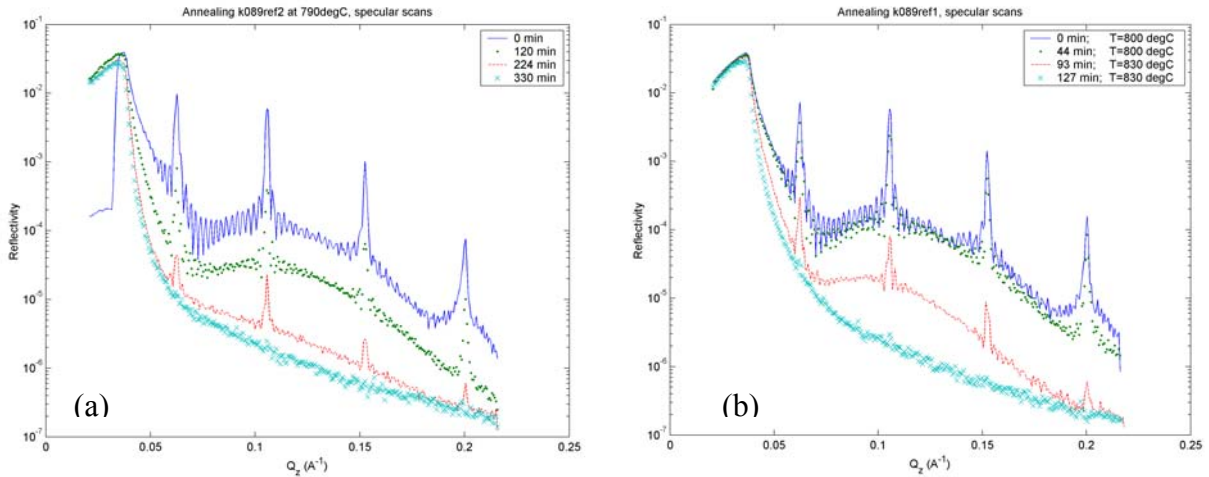 Annealing k089ref2 at 790degC, specular scans
10^-1
10^-2
10^-3
10^-4
10^-5
10^-6
10^-7
Reflectivity
0 min
120 min
224 min
330 min
(a)
0
0.05
0.1
0.15
0.2
0.25
Q_z (A^-1)
Annealing k089ref1, specular scans
10^-1
10^-2
10^-3
10^-4
10^-5
10^-6
10^-7
Reflectivity
0 min; T=800 degC
44 min; T=800 degC
93 min; T=830 degC
127 min; T=830 degC
(b)
0
0.05
0.1
0.15
0.2
0.25
Q_z (A^-1)